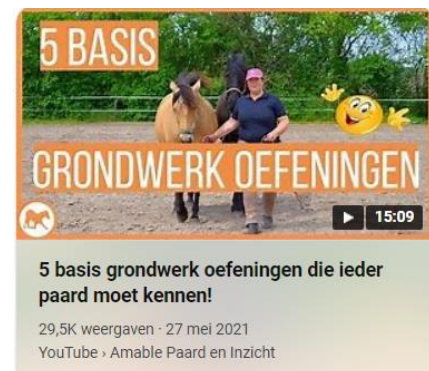 5 BASIS
GRONDWERK OEFENINGEN
15:09
5 basis grondwerk oefeningen die ieder
paard moet kennen!
29,5K weergaven · 27 mei 2021
YouTube › Amable Paard en Inzicht